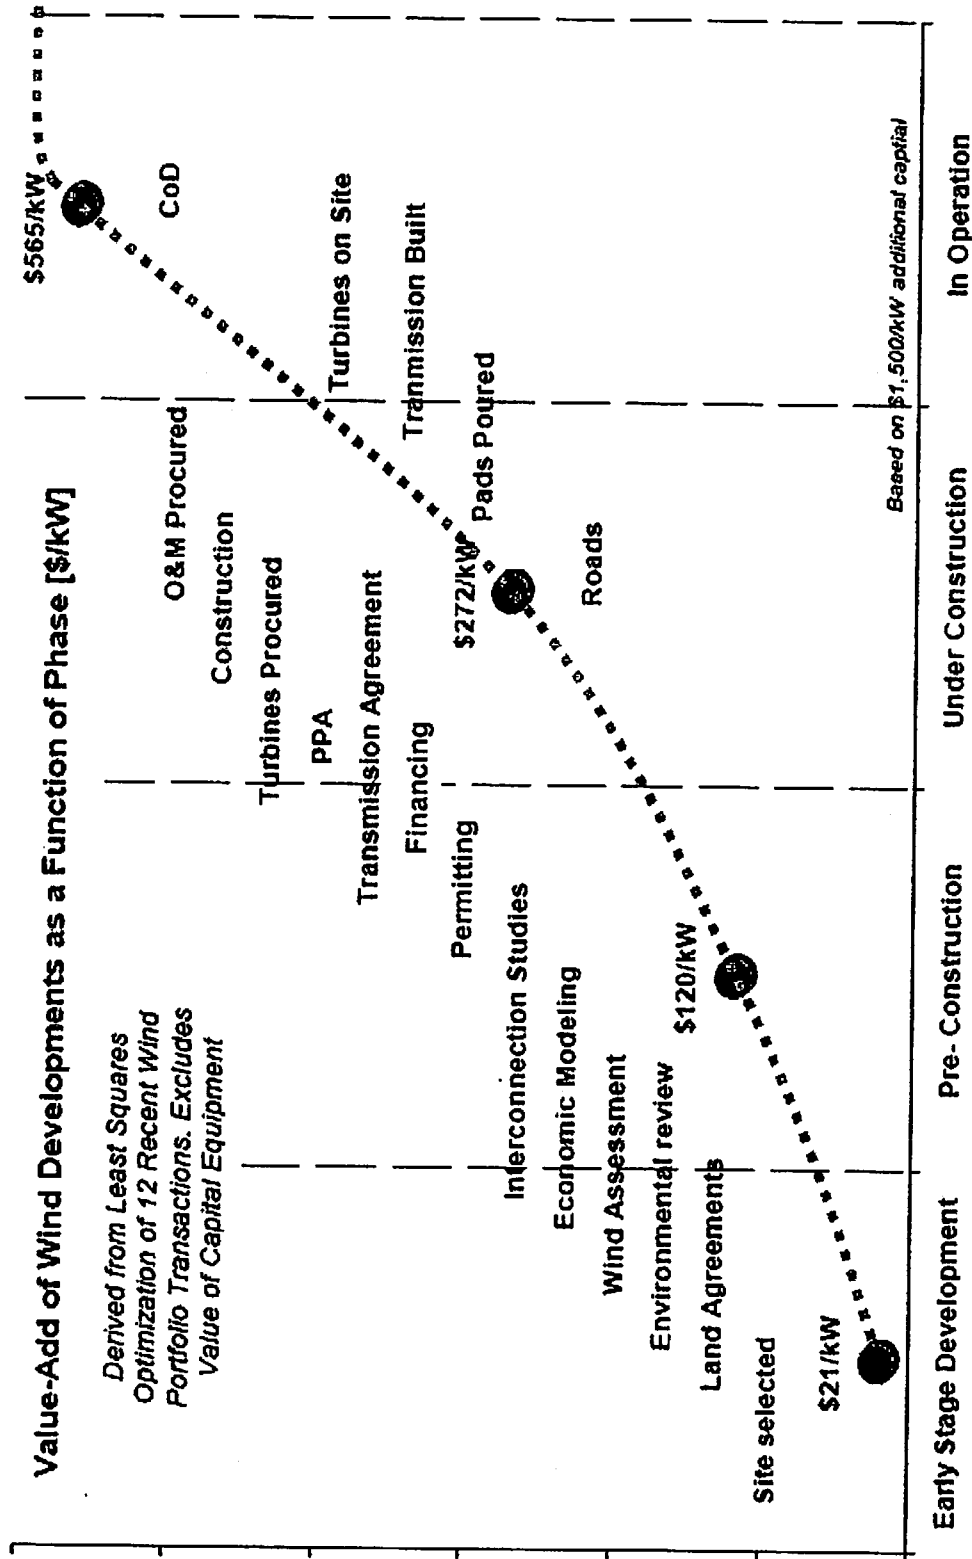 Value-Add of Wind Developments as a Function of Phase [$/kW]
Derived from Least Squares
Optimization of 12 Recent Wind
Portfolio Transactions. Excludes
Value of Capital Equipment
$565/kW
CoD
O&M Procured
Construction
Turbines Procured
PPA
Turbines on Site
Transmission Agreement
Tranmission Built
Financing
Permitting
$272/kW
Pads Poured
Interconnection Studies
Economic Modeling
Roads
Wind Assessment
Environmental review
$120/kW
Land Agreements
Site selected
$21/kW
Based on $1,500/kW additional captial
Early Stage Development
Pre- Construction
Under Construction
In Operation